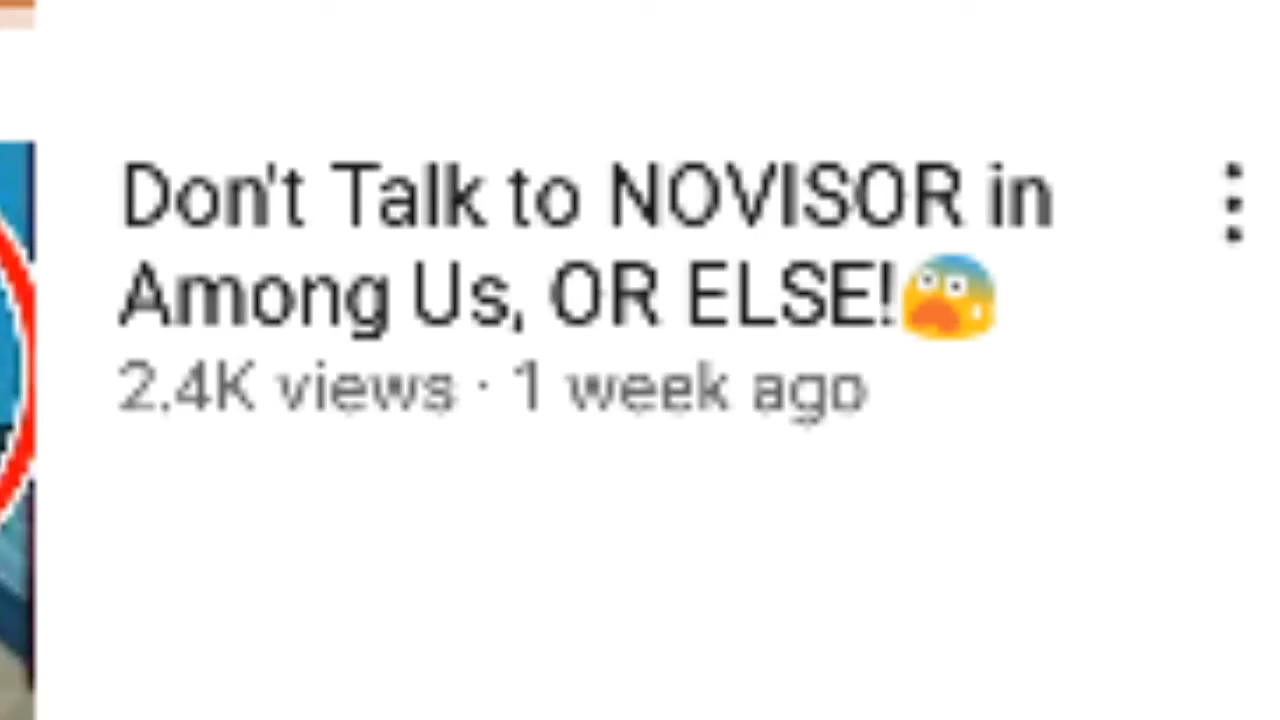 Don't Talk to NOVISOR in
Among Us, OR ELSE!😨
2.4K views · 1 week ago